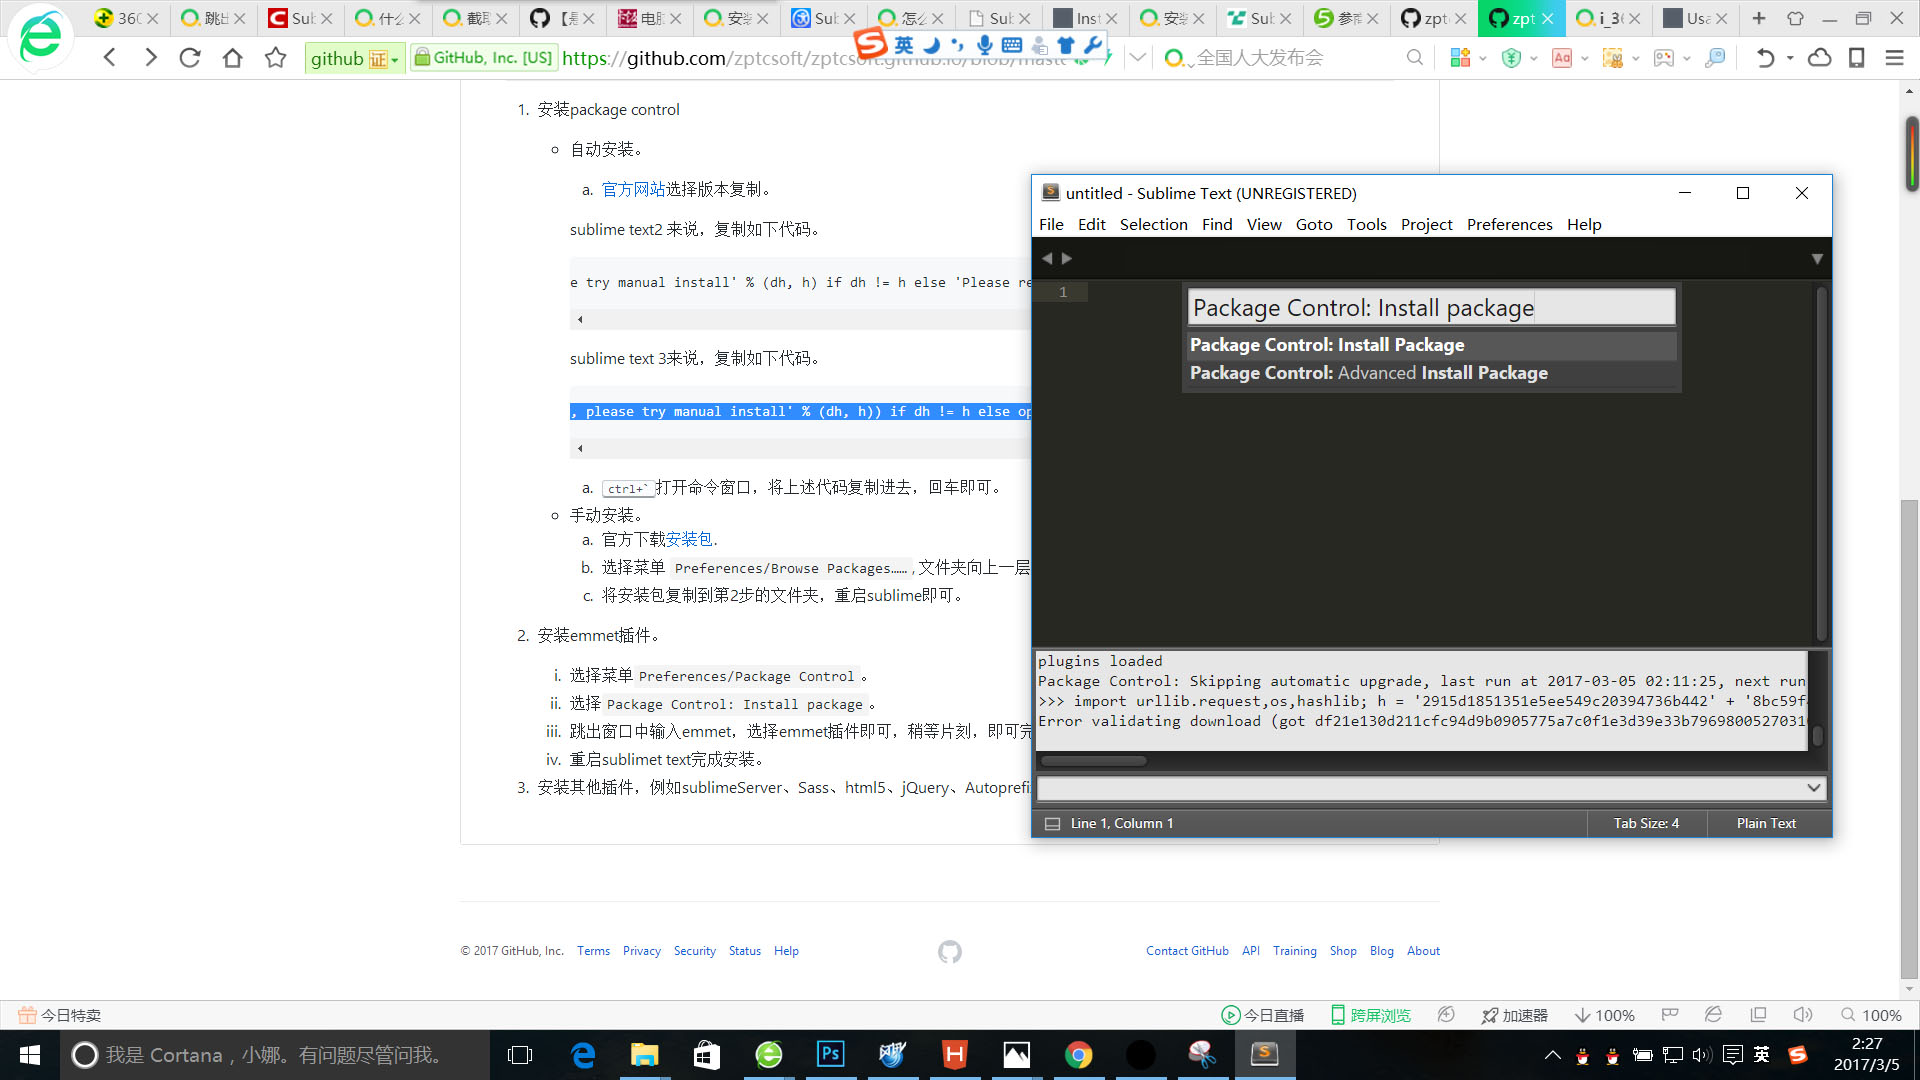 360
跳出
Sub
什么
截取
【是
电脑
安装
Sub
怎么
Sub
Inst
安装
Sub
参
zptc
zpt
i_36
Usa
github 证
GitHub, Inc. [US]
https://github.com/zptcsoft/zptcsoft.github.io/blob/maste
英
全国人大发布会
1. 安装package control
自动安装。
a. 官方网站选择版本复制。
sublime text2 来说，复制如下代码。
e try manual install' % (dh, h) if dh != h else 'Please re
sublime text 3来说，复制如下代码。
, please try manual install' % (dh, h)) if dh != h else op
a. ctrl+`打开命令窗口，将上述代码复制进去，回车即可。
手动安装。
a. 官方下载安装包.
b. 选择菜单 Preferences/Browse Packages……,文件夹向上一层
c. 将安装包复制到第2步的文件夹，重启sublime即可。
2. 安装emmet插件。
i. 选择菜单 Preferences/Package Control 。
ii. 选择 Package Control: Install package 。
iii. 跳出窗口中输入emmet，选择emmet插件即可，稍等片刻，即可完
iv. 重启sublimet text完成安装。
3. 安装其他插件，例如sublimeServer、Sass、html5、jQuery、Autoprefi
untitled - Sublime Text (UNREGISTERED)
File Edit Selection Find View Goto Tools Project Preferences Help
1
Package Control: Install package
Package Control: Install Package
Package Control: Advanced Install Package
plugins loaded
Package Control: Skipping automatic upgrade, last run at 2017-03-05 02:11:25, next run
>>> import urllib.request,os,hashlib; h = '2915d1851351e5ee549c20394736b442' + '8bc59f4
Error validating download (got df21e130d211cfc94d9b0905775a7c0f1e3d39e33b7969800527031
Line 1, Column 1
Tab Size: 4
Plain Text
© 2017 GitHub, Inc. Terms Privacy Security Status Help
Contact GitHub API Training Shop Blog About
今日特卖
今日直播
跨屏浏览
加速器
100%
100%
我是 Cortana，小娜。有问题尽管问我。
英
2:27
2017/3/5